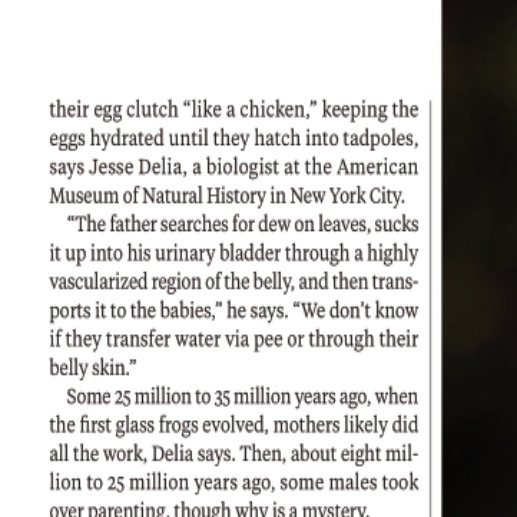 their egg clutch “like a chicken,” keeping the
eggs hydrated until they hatch into tadpoles,
says Jesse Delia, a biologist at the American
Museum of Natural History in New York City.
“The father searches for dew on leaves, sucks
it up into his urinary bladder through a highly
vascularized region of the belly, and then trans-
ports it to the babies,” he says. “We don’t know
if they transfer water via pee or through their
belly skin.”
Some 25 million to 35 million years ago, when
the first glass frogs evolved, mothers likely did
all the work, Delia says. Then, about eight mil-
lion to 25 million years ago, some males took
over parenting, though why is a mystery.